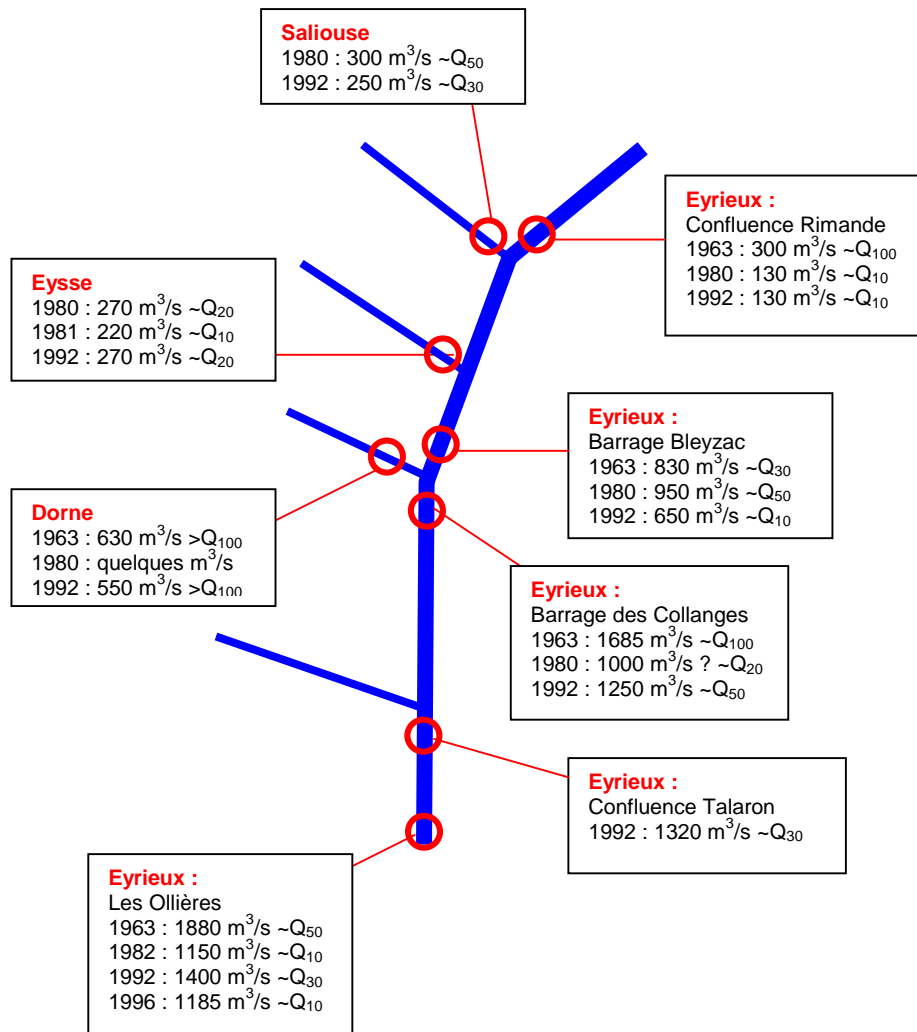 Saliouse
1980 : 300 m³/s ~Q₅₀
1992 : 250 m³/s ~Q₃₀
Eyrieux :
Confluence Rimande
1963 : 300 m³/s ~Q₁₀₀
1980 : 130 m³/s ~Q₁₀
1992 : 130 m³/s ~Q₁₀
Eysse
1980 : 270 m³/s ~Q₂₀
1981 : 220 m³/s ~Q₁₀
1992 : 270 m³/s ~Q₂₀
Eyrieux :
Barrage Bleyzac
1963 : 830 m³/s ~Q₃₀
1980 : 950 m³/s ~Q₅₀
1992 : 650 m³/s ~Q₁₀
Dorne
1963 : 630 m³/s >Q₁₀₀
1980 : quelques m³/s
1992 : 550 m³/s >Q₁₀₀
Eyrieux :
Barrage des Collanges
1963 : 1685 m³/s ~Q₁₀₀
1980 : 1000 m³/s ? ~Q₂₀
1992 : 1250 m³/s ~Q₅₀
Eyrieux :
Confluence Talaron
1992 : 1320 m³/s ~Q₃₀
Eyrieux :
Les Ollières
1963 : 1880 m³/s ~Q₅₀
1982 : 1150 m³/s ~Q₁₀
1992 : 1400 m³/s ~Q₃₀
1996 : 1185 m³/s ~Q₁₀